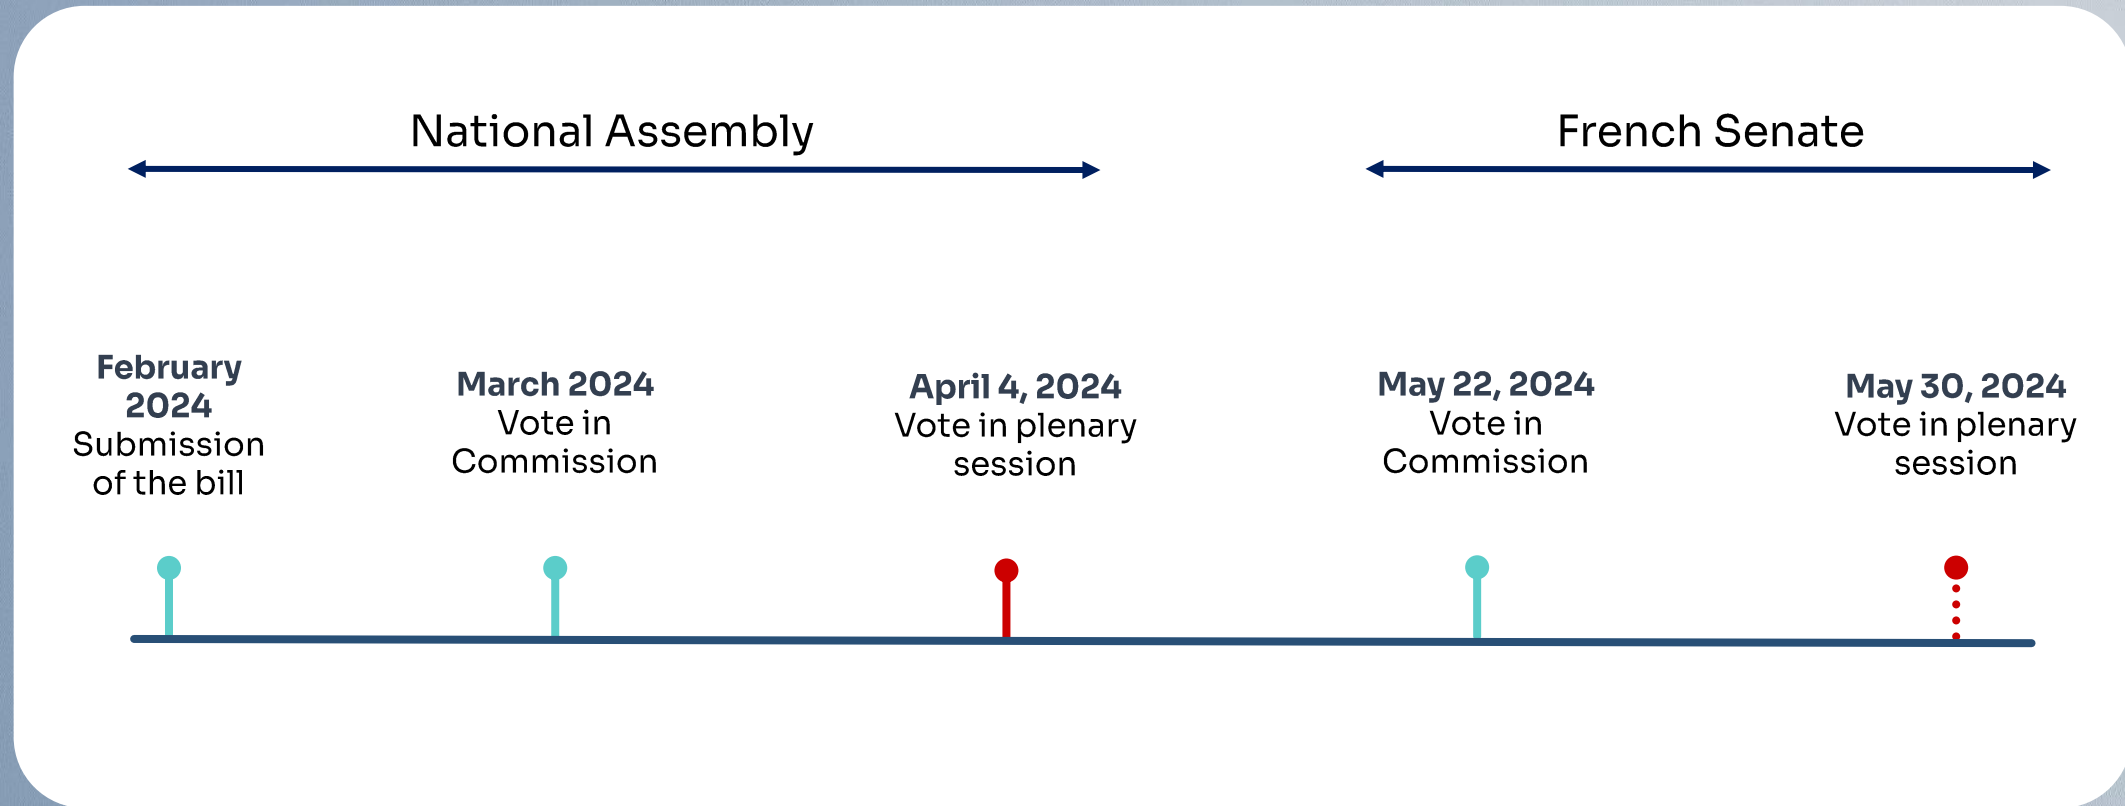 National Assembly
French Senate
February
2024
Submission
of the bill
March 2024
Vote in
Commission
April 4, 2024
Vote in plenary
session
May 22, 2024
Vote in
Commission
May 30, 2024
Vote in plenary
session